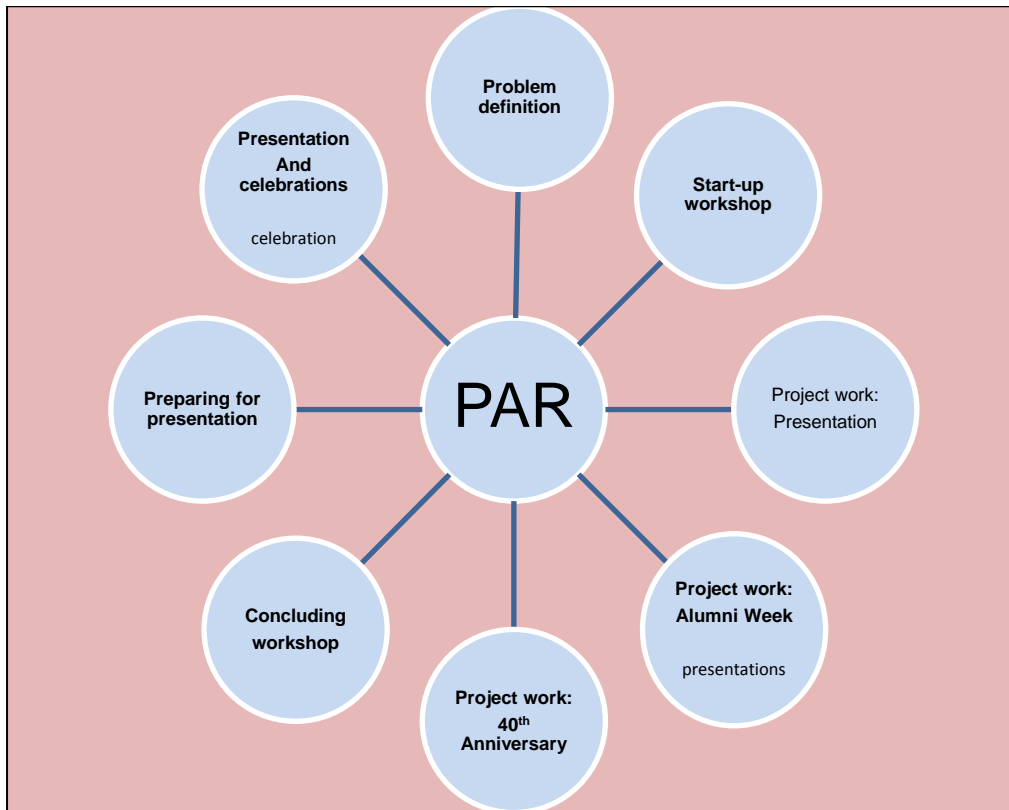 Problem
definition
Start-up
workshop
Project work:
Presentation
Project work:
Alumni Week
presentations
Project work:
40th
Anniversary
Concluding
workshop
Preparing for
presentation
Presentation
And
celebrations
celebration
PAR